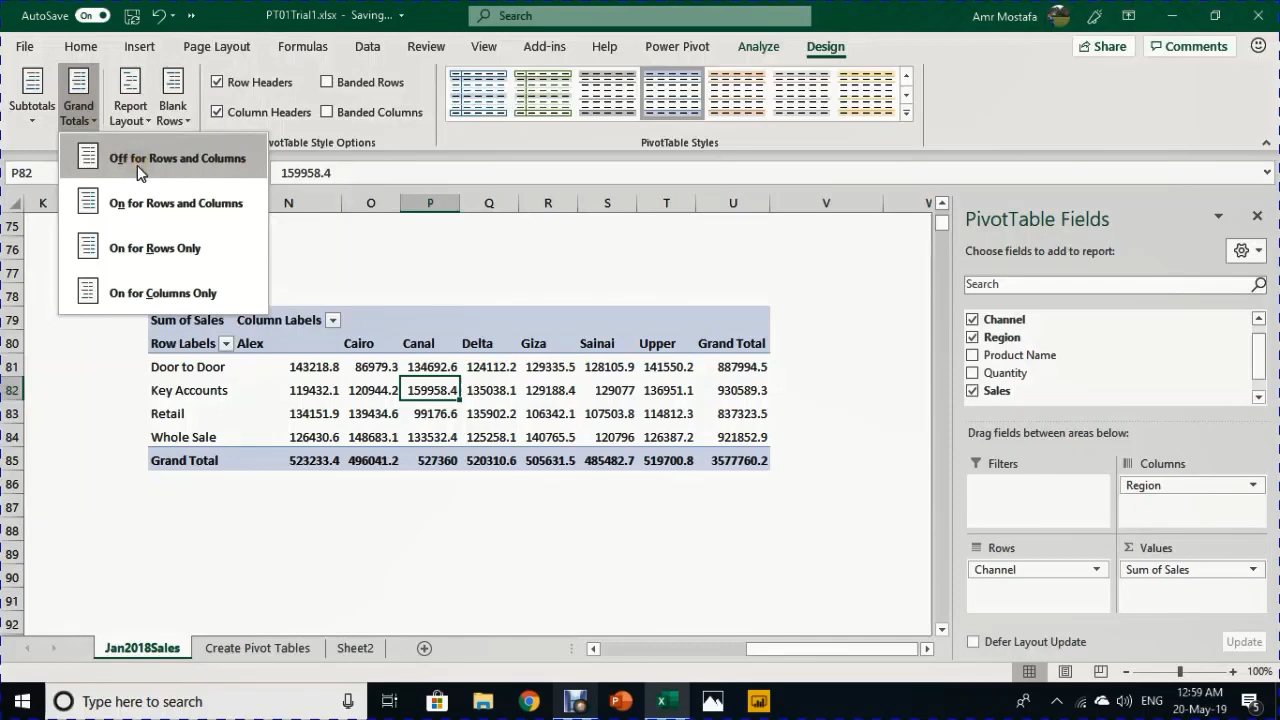 AutoSave On PT01Trial1.xlsx - Saving... Search Amr Mostafa
File Home Insert Page Layout Formulas Data Review View Add-ins Help Power Pivot Analyze Design Share Comments
Subtotals
Grand Totals
Report Layout
Blank Rows
Row Headers Banded Rows
Column Headers Banded Columns
PivotTable Style Options PivotTable Styles
Off for Rows and Columns
On for Rows and Columns
On for Rows Only
On for Columns Only
P82 159958.4
K N O P Q R S T U V
75
76
77
78
79 Sum of Sales Column Labels
80 Row Labels Alex Cairo Canal Delta Giza Sainai Upper Grand Total
81 Door to Door 143218.8 86979.3 134692.6 124112.2 129335.5 128105.9 141550.2 887994.5
82 Key Accounts 119432.1 120944.2 159958.4 135038.1 129188.4 129077 136951.1 930589.3
83 Retail 134151.9 139434.6 99176.6 135902.2 106342.1 107503.8 114812.3 837323.5
84 Whole Sale 126430.6 148683.1 133532.4 125258.1 140765.5 120796 126387.2 921852.9
85 Grand Total 523233.4 496041.2 527360 520310.6 505631.5 485482.7 519700.8 3577760.2
86
87
88
89
90
91
92
PivotTable Fields
Choose fields to add to report:
Search
Channel
Region
Product Name
Quantity
Sales
Drag fields between areas below:
Filters Columns
Region
Rows Values
Channel Sum of Sales
Defer Layout Update Update
Jan2018Sales Create Pivot Tables Sheet2
100%
Type here to search
ENG
12:59 AM
20-May-19
5